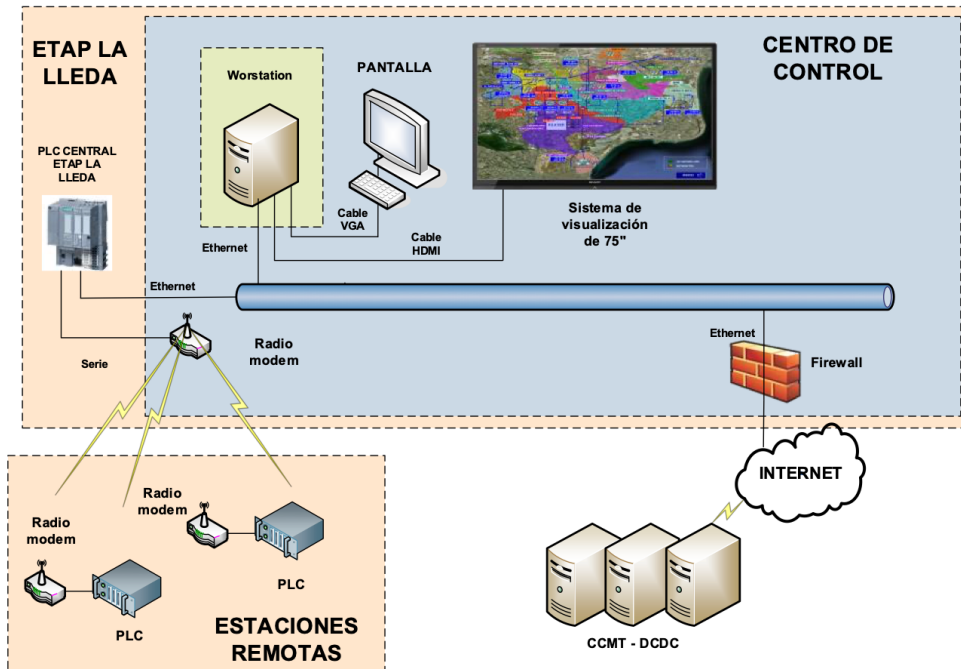 ETAP LA
LLEDA
CENTRO DE
CONTROL
Worstation
PANTALLA
PLC CENTRAL
ETAP LA
LLEDA
Cable
VGA
Cable
HDMI
Sistema de
visualización
de 75"
Ethernet
Ethernet
Radio
modem
Serie
Ethernet
Firewall
INTERNET
Radio
modem
Radio
modem
PLC
PLC
ESTACIONES
REMOTAS
CCMT - DCDC